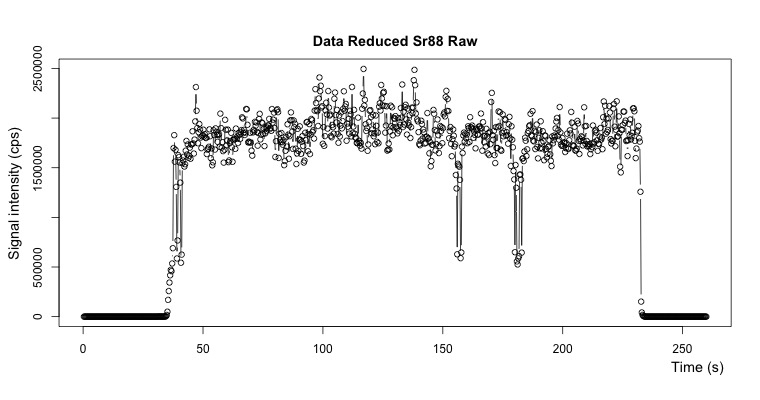 Data Reduced Sr88 Raw
Signal intensity (cps)
2500000
1500000
500000
0
0 50 100 150 200 250
Time (s)